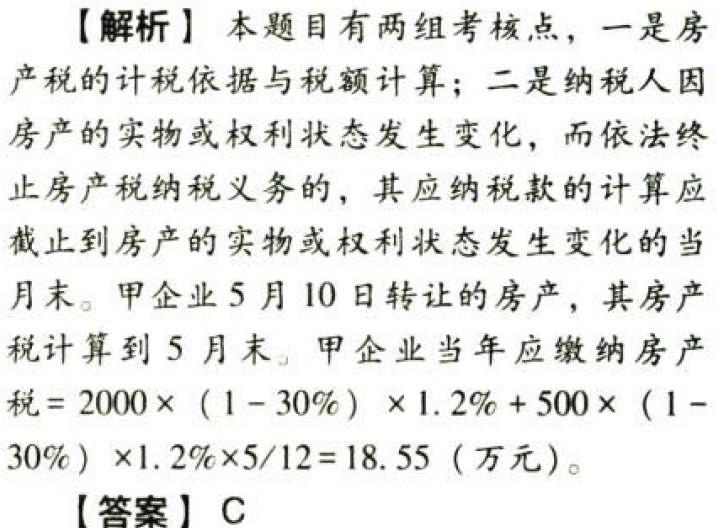 【解析】 本题目有两组考核点，一是房
产税的计税依据与税额计算；二是纳税人因
房产的实物或权利状态发生变化，而依法终
止房产税纳税义务的，其应纳税款的计算应
截止到房产的实物或权利状态发生变化的当
月末。甲企业 5 月 10 日转让的房产，其房产
税计算到 5 月末。甲企业当年应缴纳房产
税 = 2000 × （1 - 30%） × 1. 2% + 500 × （1 -
30%） ×1. 2%×5/12 = 18. 55 （万元）。
【答案】 C